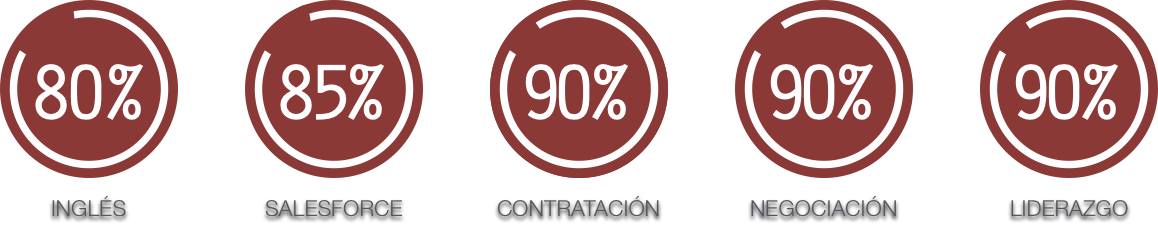 80% 85% 90% 90% 90%
INGLÉS SALESFORCE CONTRATACIÓN NEGOCIACIÓN LIDERAZGO